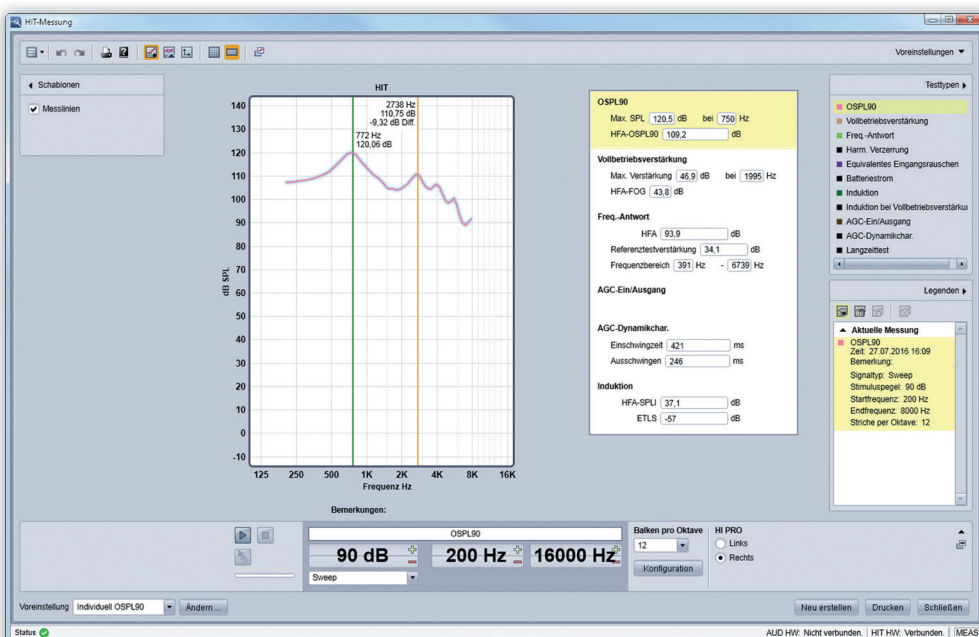 HIT-Messung
Voreinstellungen
Schablonen
Messlinien
HIT
2738 Hz
110,75 dB
-9,32 dB Diff.
772 Hz
120,06 dB
dB SPL
140
130
120
110
100
90
80
70
60
50
40
30
20
10
0
-10
125 250 500 1K 2K 4K 8K 16K
Frequenz Hz
Bemerkungen:
OSPL90
Max. SPL 120,5 dB bei 750 Hz
HFA-OSPL90 109,2 dB
Vollbetriebsverstärkung
Max. Verstärkung 46,9 dB bei 1995 Hz
HFA-FOG 43,8 dB
Freq.-Antwort
HFA 93,9 dB
Referenztestverstärkung 34,1 dB
Frequenzbereich 391 Hz - 6739 Hz
AGC-Ein/Ausgang
AGC-Dynamikchar.
Einschwingzeit 421 ms
Ausschwingen 246 ms
Induktion
HFA-SPLI 37,1 dB
ETLS -57 dB
Testtypen
OSPL90
Vollbetriebsverstärkung
Freq.-Antwort
Harm. Verzerrung
Equivalentes Eingangsrauschen
Batteriestrom
Induktion
Induktion bei Vollbetriebsverstärku
AGC-Ein/Ausgang
AGC-Dynamikchar.
Langzeittest
Legenden
Aktuelle Messung
OSPL90
Zeit: 27.07.2016 16:09
Bemerkung:
Signaltyp: Sweep
Stimuluspegel: 90 dB
Startfrequenz: 200 Hz
Endfrequenz: 8000 Hz
Striche per Oktave: 12
OSPL90
90 dB 200 Hz 16000 Hz
Sweep
Balken pro Oktave
12
Konfiguration
HI PRO
Links
Rechts
Voreinstellung Individuell OSPL90 Ändern ...
Neu erstellen Drucken Schließen
Status AUD HW: Nicht verbunden. HIT HW: Verbunden. MEAS